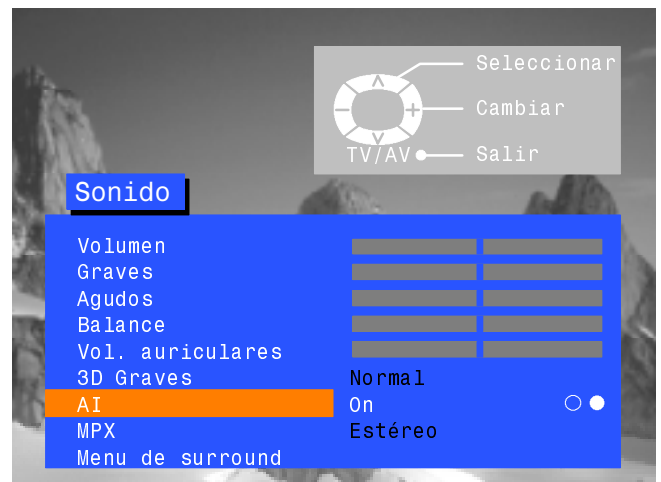 Seleccionar
Cambiar
TV/AV Salir
Sonido
Volumen
Graves
Agudos
Balance
Vol. auriculares
3D Graves Normal
AI On
MPX Estéreo
Menu de surround